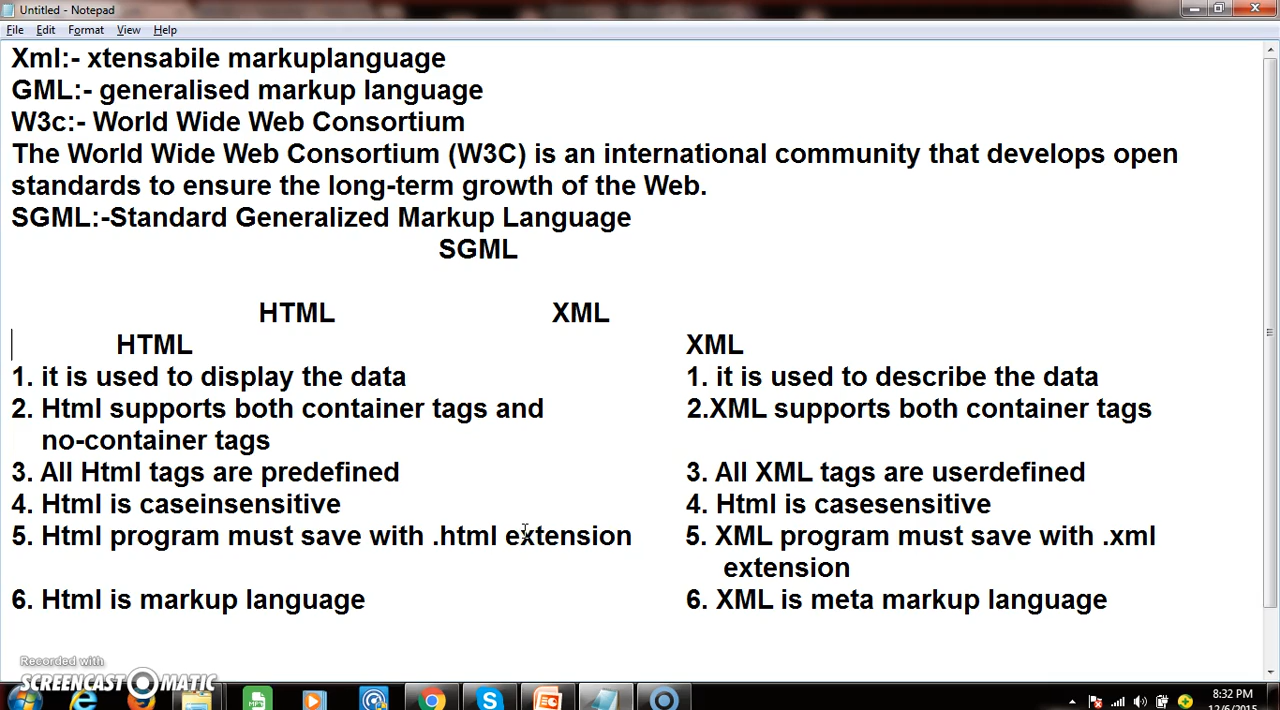 Untitled - Notepad
File Edit Format View Help
Xml:- xtensabile markuplanguage
GML:- generalised markup language
W3c:- World Wide Web Consortium
The World Wide Web Consortium (W3C) is an international community that develops open
standards to ensure the long-term growth of the Web.
SGML:-Standard Generalized Markup Language
SGML
HTML XML
HTML XML
1. it is used to display the data 1. it is used to describe the data
2. Html supports both container tags and 2.XML supports both container tags
no-container tags
3. All Html tags are predefined 3. All XML tags are userdefined
4. Html is caseinsensitive 4. Html is casesensitive
5. Html program must save with .html extension 5. XML program must save with .xml
extension
6. Html is markup language 6. XML is meta markup language
Recorded with
SCREENCAST MATIC
8:32 PM
12/6/2015